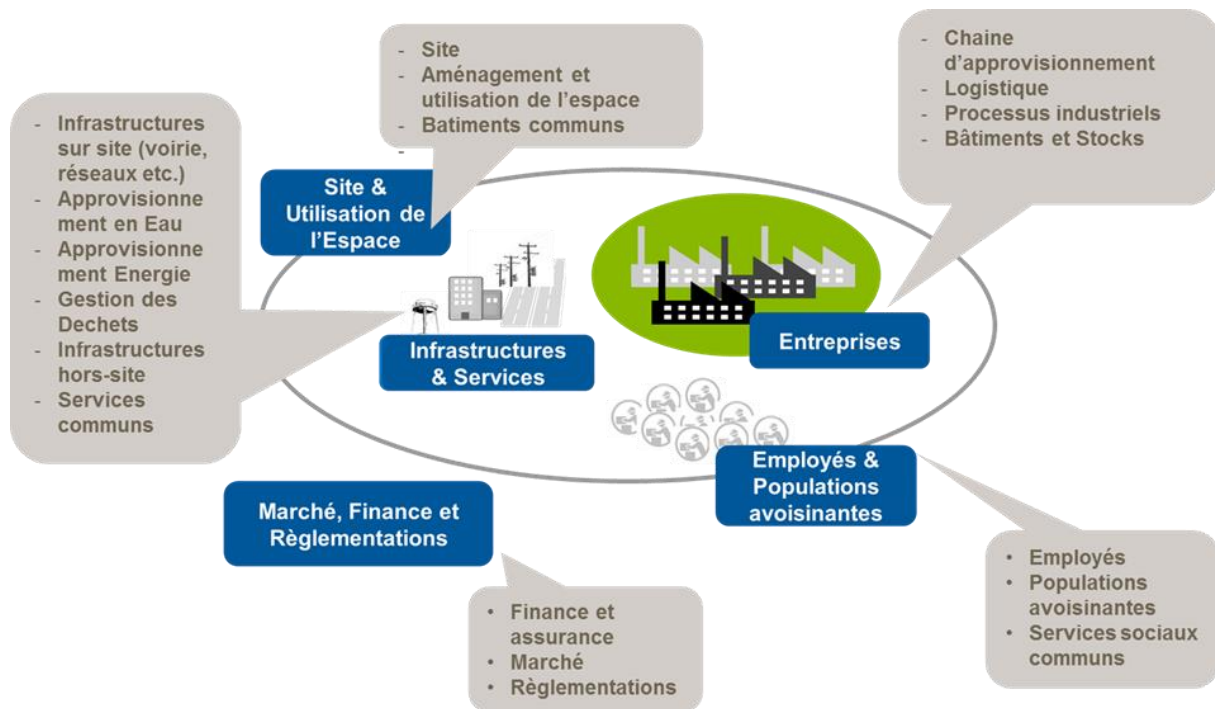 - Site
- Aménagement et
utilisation de l'espace
- Batiments communs
-
- Chaine
d'approvisionnement
- Logistique
- Processus industriels
- Bâtiments et Stocks
- Infrastructures
sur site (voirie,
réseaux etc.)
- Approvisionne
ment en Eau
- Approvisionne
ment Energie
- Gestion des
Dechets
- Infrastructures
hors-site
- Services
communs
Site &
Utilisation de
l'Espace
Infrastructures
& Services
Entreprises
Employés &
Populations
avoisinantes
Marché, Finance et
Règlementations
• Finance et
assurance
• Marché
• Règlementations
• Employés
• Populations
avoisinantes
• Services sociaux
communs